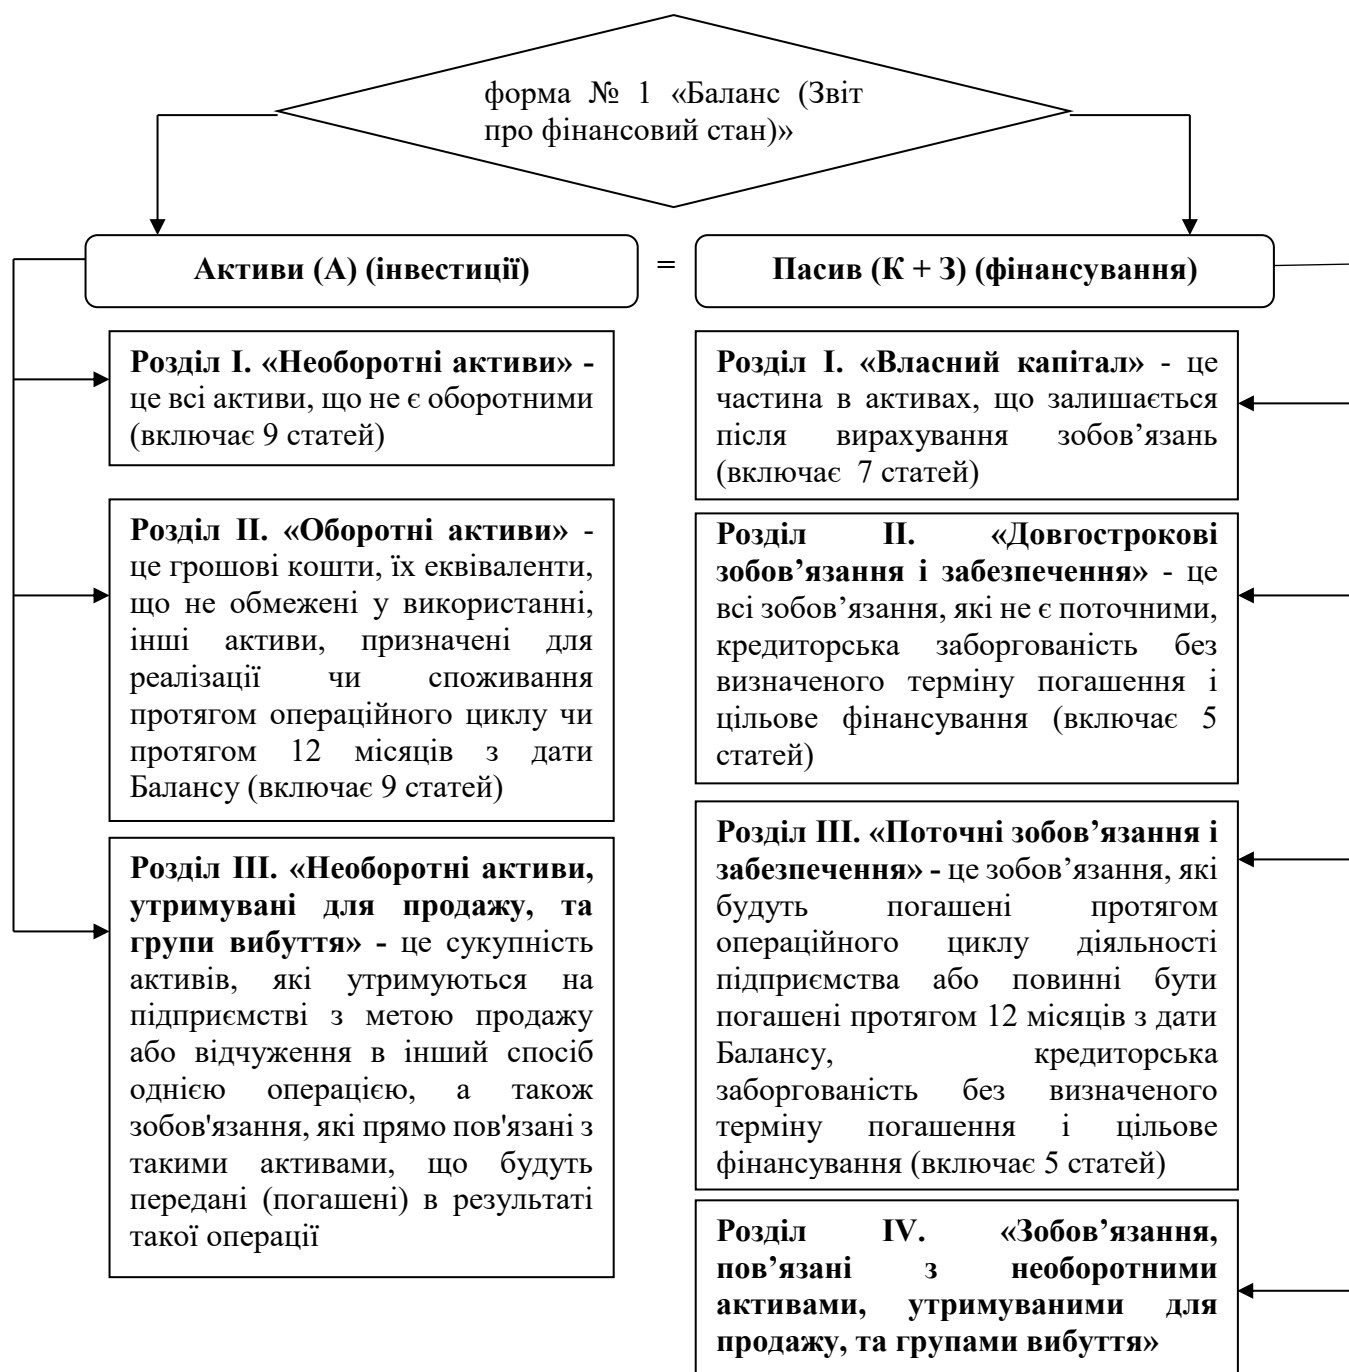 форма № 1 «Баланс (Звіт
про фінансовий стан)»
Активи (А) (інвестиції)
=
Пасив (К + З) (фінансування)
Розділ I. «Необоротні активи» -
це всі активи, що не є оборотними
(включає 9 статей)
Розділ II. «Оборотні активи» -
це грошові кошти, їх еквіваленти,
що не обмежені у використанні,
інші активи, призначені для
реалізації чи споживання
протягом операційного циклу чи
протягом 12 місяців з дати
Балансу (включає 9 статей)
Розділ III. «Необоротні активи,
утримувані для продажу, та
групи вибуття» - це сукупність
активів, які утримуються на
підприємстві з метою продажу
або відчуження в інший спосіб
однією операцією, а також
зобов'язання, які прямо пов'язані з
такими активами, що будуть
передані (погашені) в результаті
такої операції
Розділ I. «Власний капітал» - це
частина в активах, що залишається
після вирахування зобов’язань
(включає 7 статей)
Розділ II. «Довгострокові
зобов’язання і забезпечення» - це
всі зобов’язання, які не є поточними,
кредиторська заборгованість без
визначеного терміну погашення і
цільове фінансування (включає 5
статей)
Розділ III. «Поточні зобов’язання і
забезпечення» - це зобов’язання, які
будуть погашені протягом
операційного циклу діяльності
підприємства або повинні бути
погашені протягом 12 місяців з дати
Балансу, кредиторська
заборгованість без визначеного
терміну погашення і цільове
фінансування (включає 5 статей)
Розділ IV. «Зобов’язання,
пов’язані з необоротними
активами, утримуваними для
продажу, та групами вибуття»